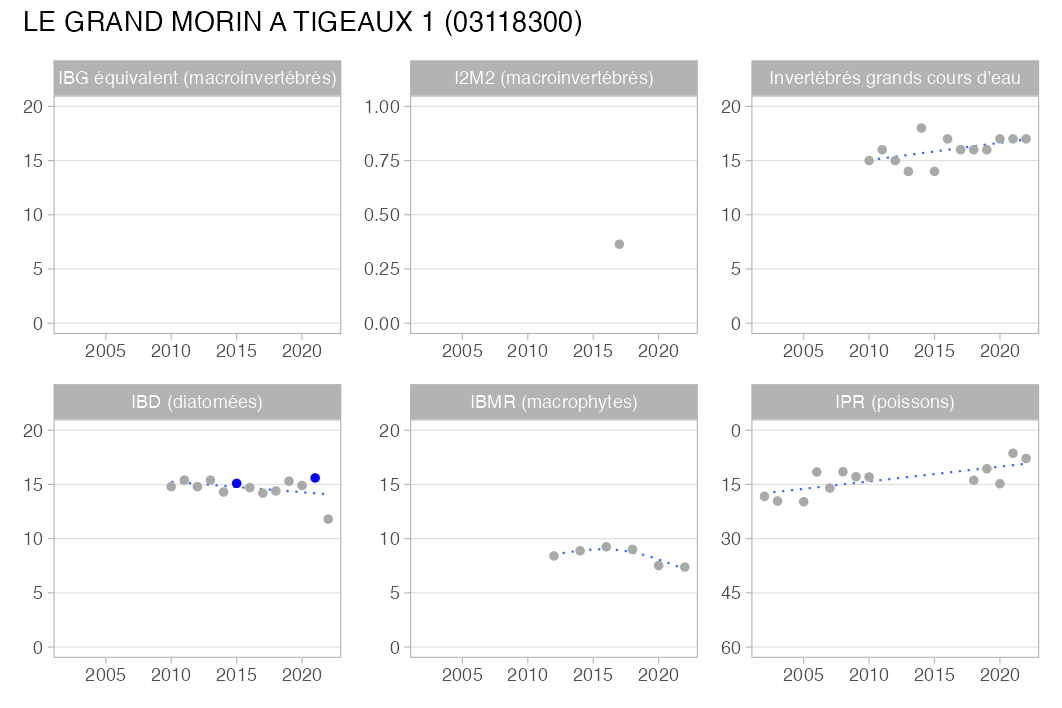 LE GRAND MORIN A TIGEAUX 1 (03118300)
IBG équivalent (macroinvertébrés)
20
15
10
5
0
2005 2010 2015 2020
I2M2 (macroinvertébrés)
1.00
0.75
0.50
0.25
0.00
2005 2010 2015 2020
Invertébrés grands cours d'eau
20
15
10
5
0
2005 2010 2015 2020
IBD (diatomées)
20
15
10
5
0
2005 2010 2015 2020
IBMR (macrophytes)
20
15
10
5
0
2005 2010 2015 2020
IPR (poissons)
0
15
30
45
60
2005 2010 2015 2020